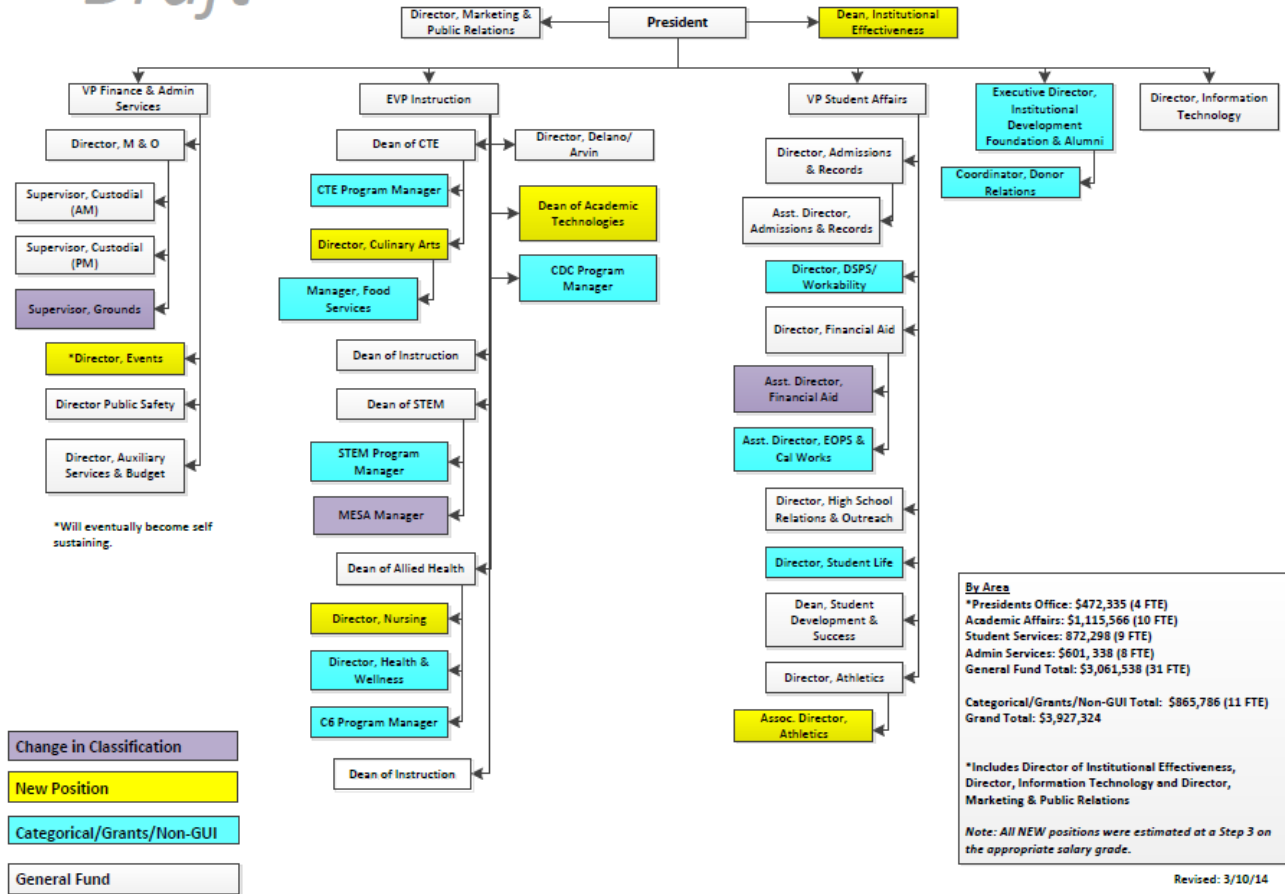 Draft
Director, Marketing &
Public Relations
President
Dean, Institutional
Effectiveness
VP Finance & Admin
Services
EVP Instruction
VP Student Affairs
Executive Director,
Institutional
Development
Foundation & Alumni
Director, Information
Technology
Coordinator, Donor
Relations
Director, M & O
Supervisor, Custodial
(AM)
Supervisor, Custodial
(PM)
Supervisor, Grounds
*Director, Events
Director Public Safety
Director, Auxiliary
Services & Budget
*Will eventually become self
sustaining.
Dean of CTE
Director, Delano/
Arvin
CTE Program Manager
Dean of Academic
Technologies
Director, Culinary Arts
CDC Program
Manager
Manager, Food
Services
Dean of Instruction
Dean of STEM
STEM Program
Manager
MESA Manager
Dean of Allied Health
Director, Nursing
Director, Health &
Wellness
C6 Program Manager
Dean of Instruction
Director, Admissions
& Records
Asst. Director,
Admissions & Records
Director, DSPS/
Workability
Director, Financial Aid
Asst. Director,
Financial Aid
Asst. Director, EOPS &
Cal Works
Director, High School
Relations & Outreach
Director, Student Life
Dean, Student
Development &
Success
Director, Athletics
Assoc. Director,
Athletics
Change in Classification
New Position
Categorical/Grants/Non-GUI
General Fund
By Area
*Presidents Office: $472,335 (4 FTE)
Academic Affairs: $1,115,566 (10 FTE)
Student Services: 872,298 (9 FTE)
Admin Services: $601, 338 (8 FTE)
General Fund Total: $3,061,538 (31 FTE)
Categorical/Grants/Non-GUI Total: $865,786 (11 FTE)
Grand Total: $3,927,324
*Includes Director of Institutional Effectiveness,
Director, Information Technology and Director,
Marketing & Public Relations
Note: All NEW positions were estimated at a Step 3 on
the appropriate salary grade.
Revised: 3/10/14